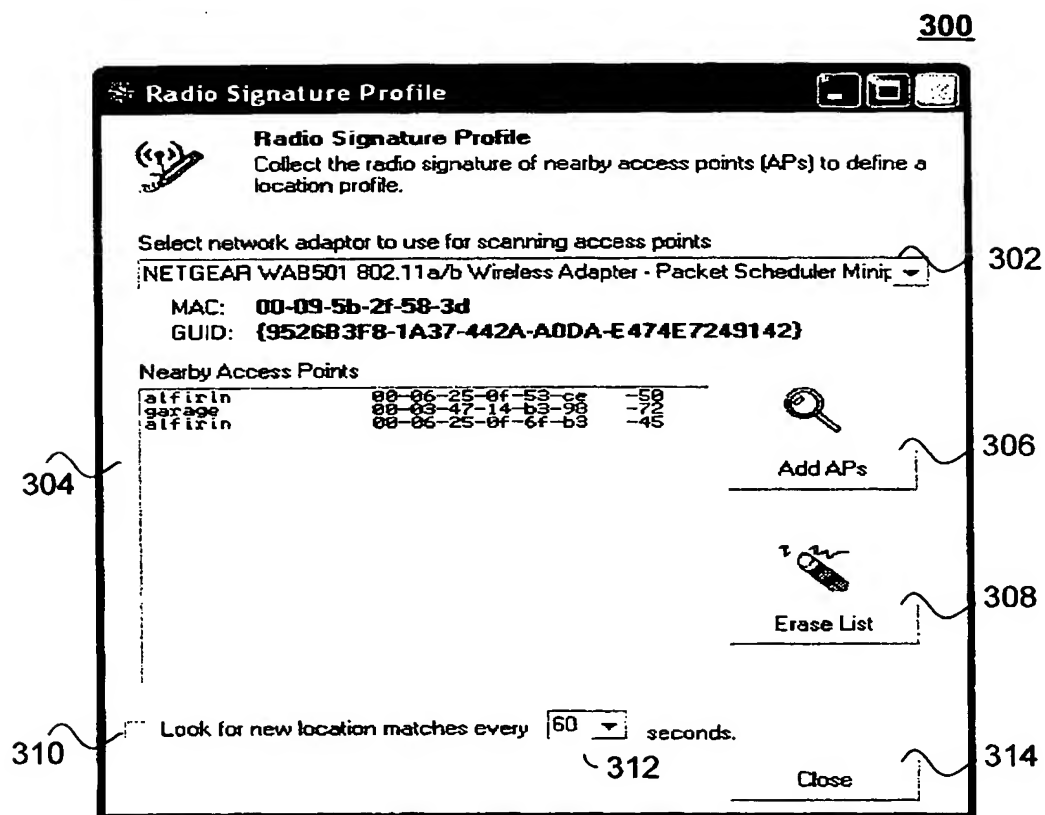 300
Radio Signature Profile
Radio Signature Profile
Collect the radio signature of nearby access points (APs) to define a
location profile.
Select network adaptor to use for scanning access points
NETGEAR WAB501 802.11a/b Wireless Adapter - Packet Scheduler Minip
302
MAC: 00-09-5b-2f-58-3d
GUID: {9526B3F8-1A37-442A-A0DA-E474E7249142}
Nearby Access Points
alfirin 00-06-25-0f-53-ce -50
garage 00-03-47-14-b3-98 -72
alfirin 00-06-25-0f-6f-b3 -45
304
Add APs
306
Erase List
308
310
Look for new location matches every 60 seconds.
312
Close
314